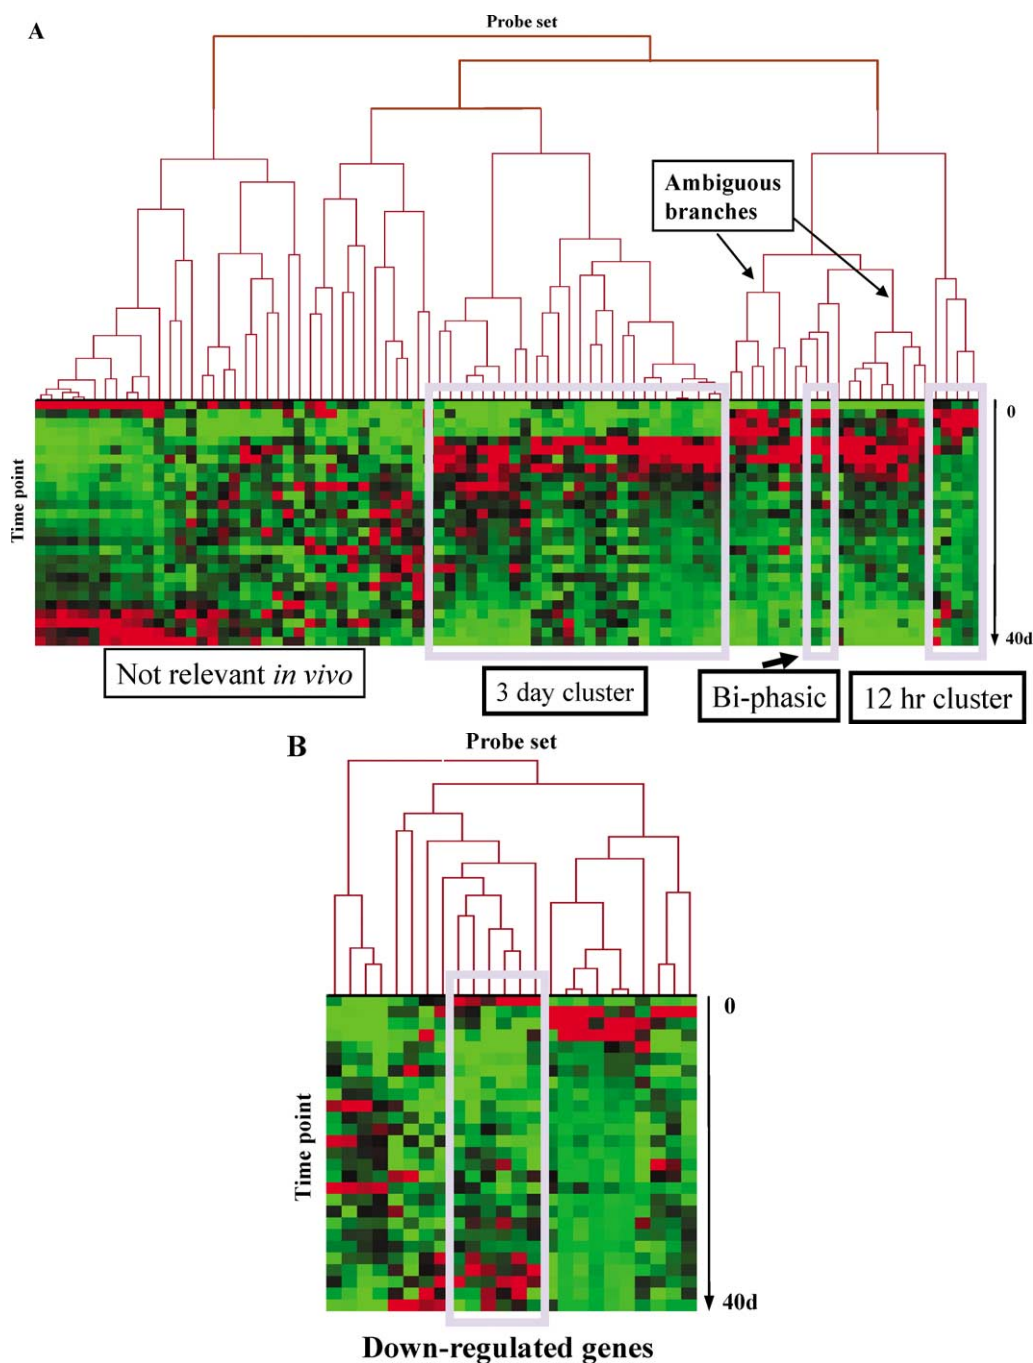 A
Probe set
Ambiguous
branches
Time point
0
40d
Not relevant in vivo
3 day cluster
Bi-phasic
12 hr cluster
B
Probe set
Time point
0
40d
Down-regulated genes